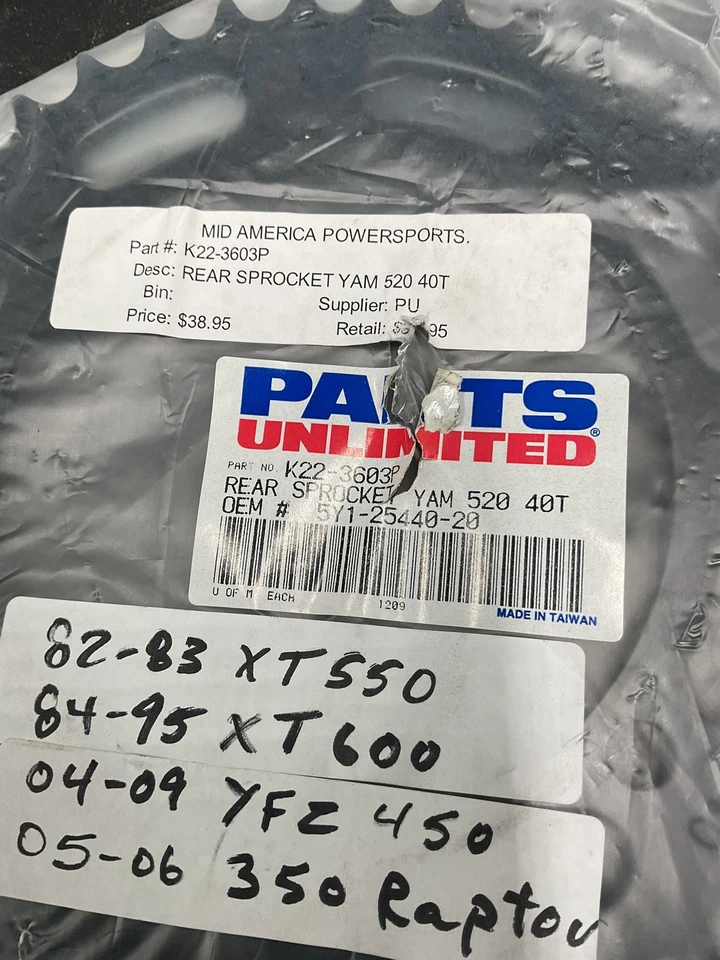 MID AMERICA POWERSPORTS.
Part #: K22-3603P
Desc: REAR SPROCKET YAM 520 40T
Bin:
Supplier: PU
Price: $38.95
Retail:
UNLIMITED®
PART NO. K22-3603P
REAR SPROCKET YAM 520 40T
OEM # 5Y1-25440-20
U OF M EACH
1209
MADE IN TAIWAN
82-83 XT550
84-95 XT600
04-09 YFZ 450
05-06 350 Raptor